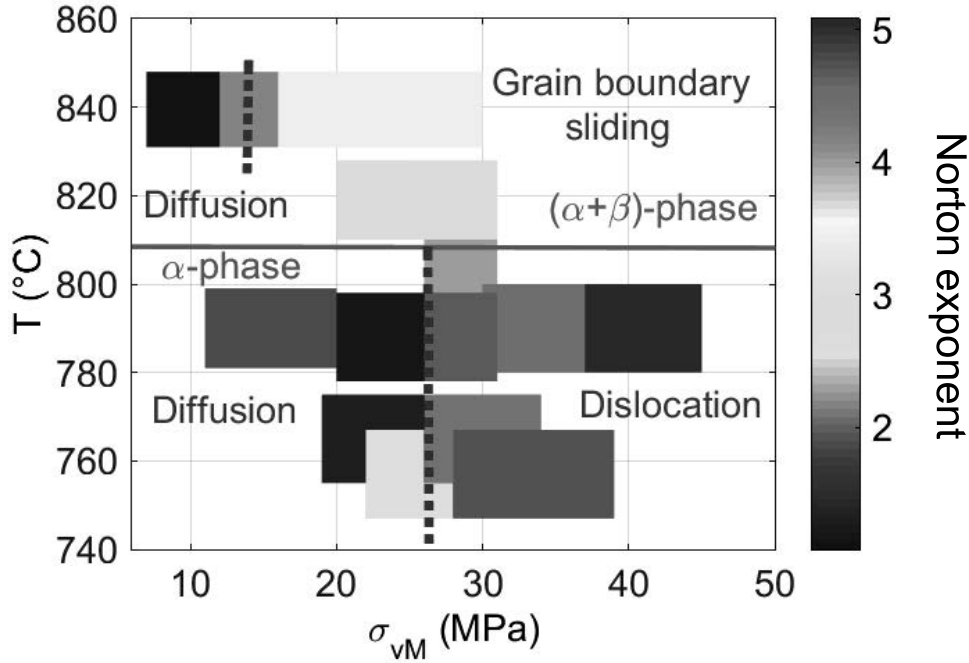 860
840
820
800
780
760
740
T (°C)
Grain boundary
sliding
Diffusion
(α+β)-phase
α-phase
Diffusion
Dislocation
10
20
30
40
50
σvM (MPa)
5
4
3
2
Norton exponent